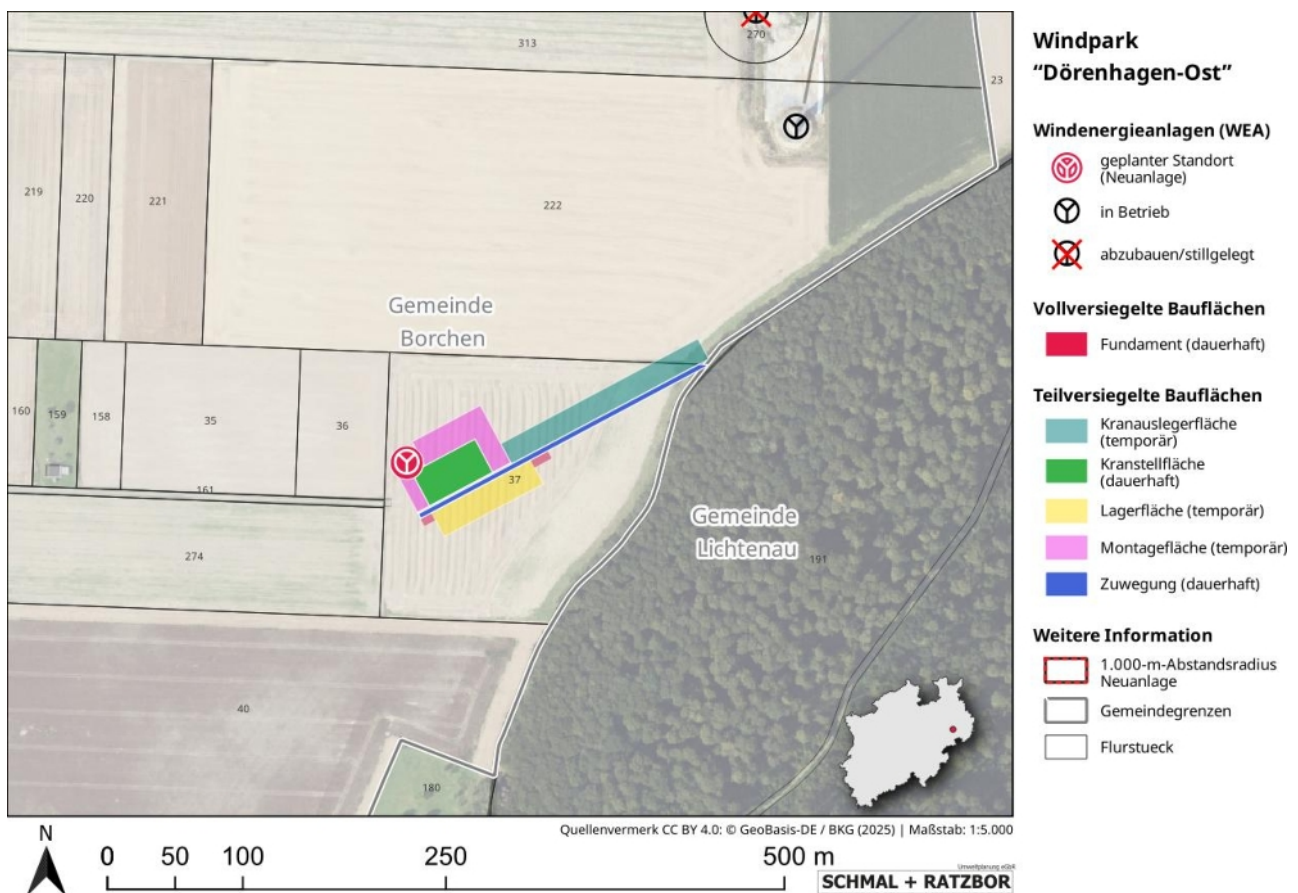 313
270
23
219
220
221
222
Gemeinde
Borchen
160
159
158
35
36
161
37
274
Gemeinde
Lichtenau
191
40
180
Windpark
“Dörenhagen-Ost”
Windenergieanlagen (WEA)
geplanter Standort
(Neuanlage)
in Betrieb
abzubauen/stillgelegt
Vollversiegelte Bauflächen
Fundament (dauerhaft)
Teilversiegelte Bauflächen
Kranauslegerfläche
(temporär)
Kranstellfläche
(dauerhaft)
Lagerfläche (temporär)
Montagefläche (temporär)
Zuwegung (dauerhaft)
Weitere Information
1.000-m-Abstandsradius
Neuanlage
Gemeindegrenzen
Flurstueck
Quellenvermerk CC BY 4.0: © GeoBasis-DE / BKG (2025) | Maßstab: 1:5.000
N
0 50 100 250 500 m
Umweltplanung eGbR
SCHMAL + RATZBOR